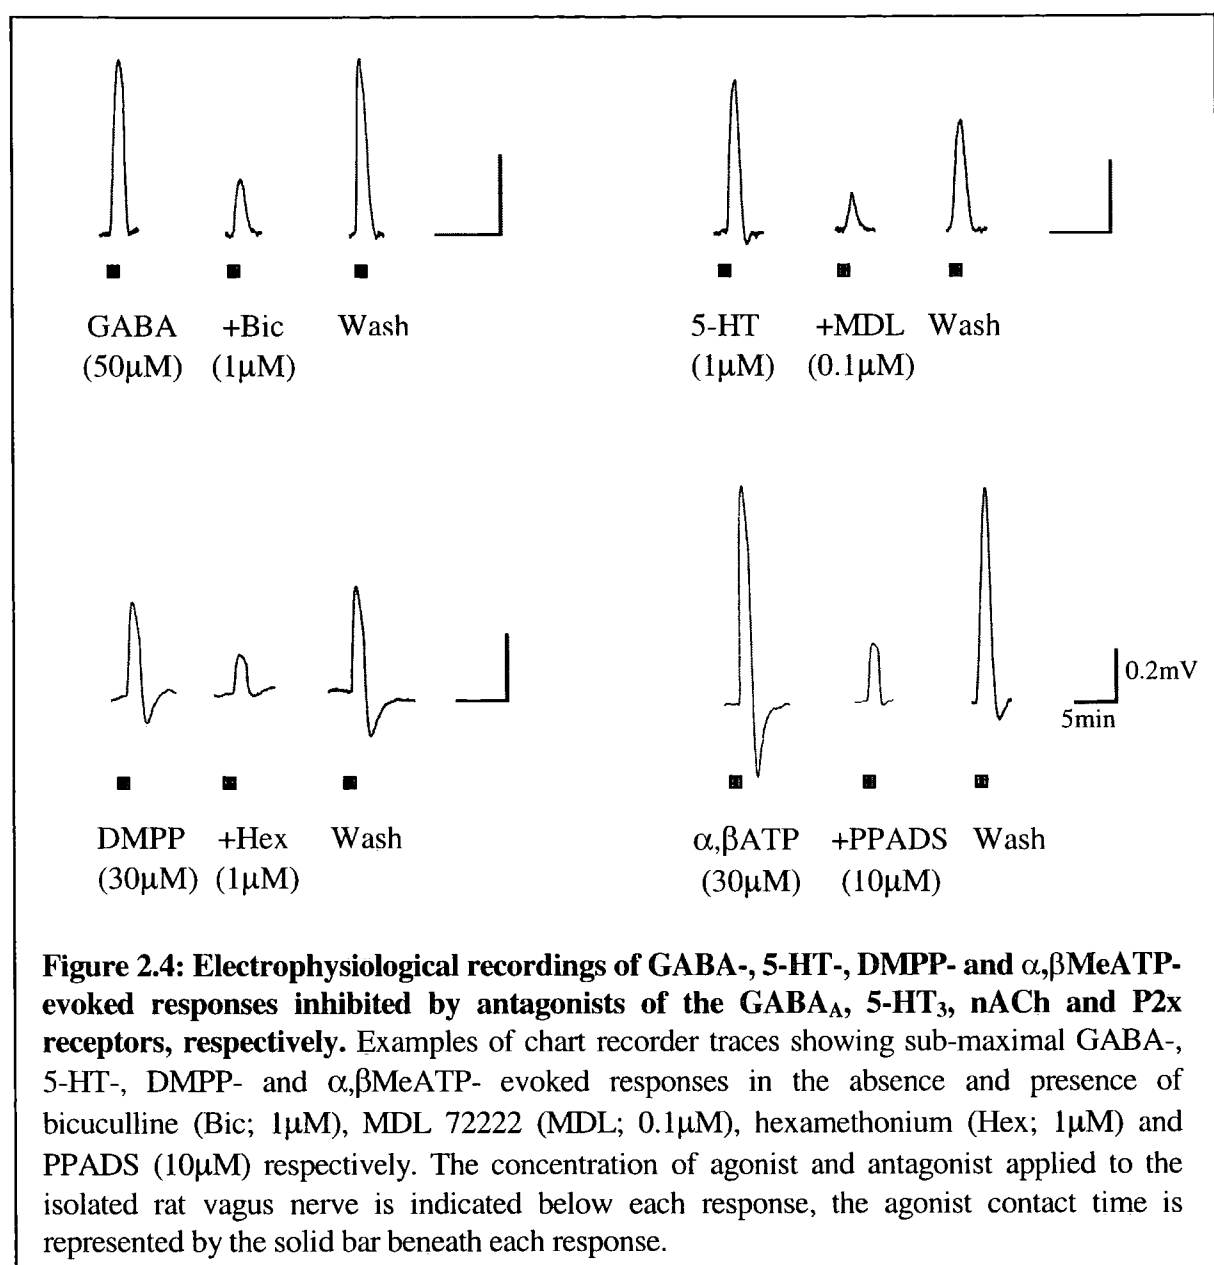 GABA +Bic Wash
(50μM) (1μM)
5-HT +MDL Wash
(1μM) (0.1μM)
0.2mV
5min
DMPP +Hex Wash
(30μM) (1μM)
α,βATP +PPADS Wash
(30μM) (10μM)
Figure 2.4: Electrophysiological recordings of GABA-, 5-HT-, DMPP- and α,βMeATP-
evoked responses inhibited by antagonists of the GABA_A, 5-HT₃, nACh and P2x
receptors, respectively. Examples of chart recorder traces showing sub-maximal GABA-,
5-HT-, DMPP- and α,βMeATP- evoked responses in the absence and presence of
bicuculline (Bic; 1μM), MDL 72222 (MDL; 0.1μM), hexamethonium (Hex; 1μM) and
PPADS (10μM) respectively. The concentration of agonist and antagonist applied to the
isolated rat vagus nerve is indicated below each response, the agonist contact time is
represented by the solid bar beneath each response.